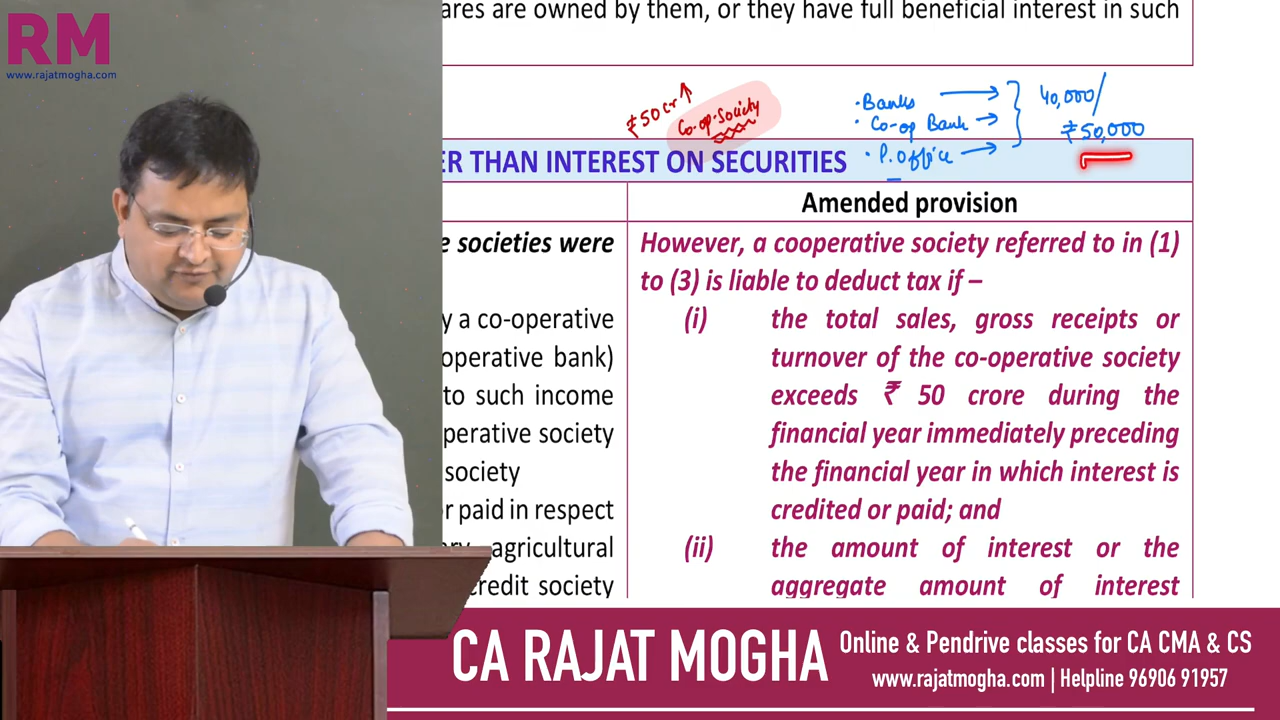 RM
www.rajatmogha.com
ares are owned by them, or they have full beneficial interest in such
₹50Cr↑
Co-op-Society
• Banks → 40,000/
• Co-op Bank → ₹50,000
• P. Office →
ER THAN INTEREST ON SECURITIES
Amended provision
e societies were
y a co-operative
operative bank)
to such income
perative society
society
r paid in respect
ary agricultural
credit society
However, a cooperative society referred to in (1)
to (3) is liable to deduct tax if –
(i) the total sales, gross receipts or
turnover of the co-operative society
exceeds ₹ 50 crore during the
financial year immediately preceding
the financial year in which interest is
credited or paid; and
(ii) the amount of interest or the
aggregate amount of interest
CA RAJAT MOGHA
Online & Pendrive classes for CA CMA & CS
www.rajatmogha.com | Helpline 96906 91957